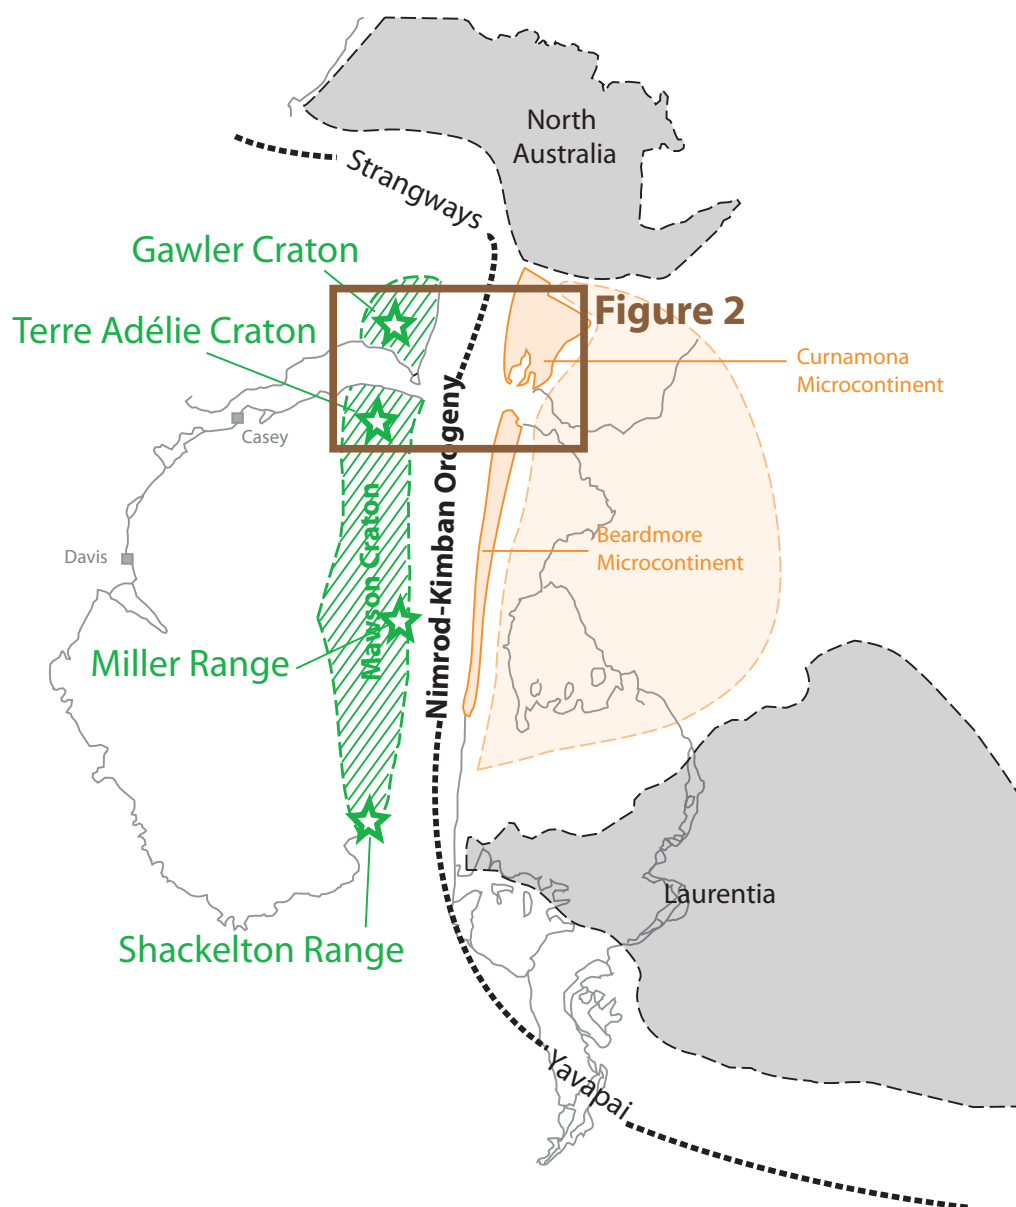 North
Australia
Strangways
Gawler Craton
Figure 2
Terre Adélie Craton
Curnamona
Microcontinent
Casey
Nimrod-Kimban Orogeny
Mawson Craton
Beardmore
Microcontinent
Davis
Miller Range
Laurentia
Shackelton Range
Yavapai